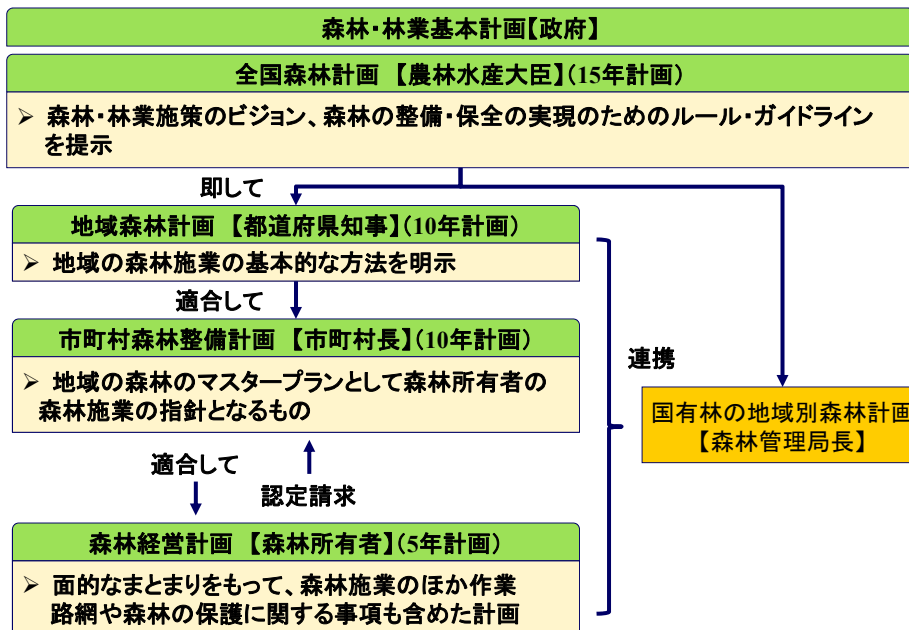 森林・林業基本計画【政府】
全国森林計画 【農林水産大臣】(15年計画)
➢ 森林・林業施策のビジョン、森林の整備・保全の実現のためのルール・ガイドライン
を提示
即して
地域森林計画 【都道府県知事】(10年計画)
➢ 地域の森林施業の基本的な方法を明示
適合して
市町村森林整備計画 【市町村長】(10年計画)
➢ 地域の森林のマスタープランとして森林所有者の
森林施業の指針となるもの
連携
国有林の地域別森林計画
【森林管理局長】
適合して
認定請求
森林経営計画 【森林所有者】(5年計画)
➢ 面的なまとまりをもって、森林施業のほか作業
路網や森林の保護に関する事項も含めた計画